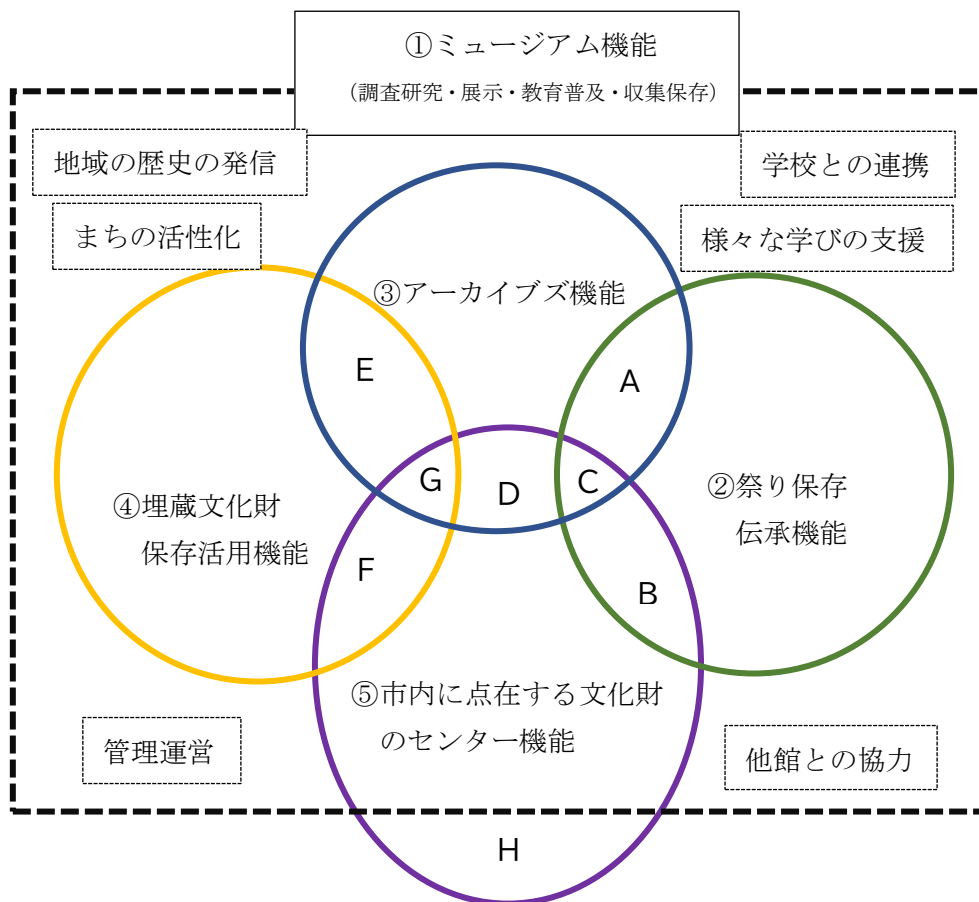 ①ミュージアム機能
（調査研究・展示・教育普及・収集保存）
地域の歴史の発信
学校との連携
まちの活性化
様々な学びの支援
③アーカイブズ機能
E
A
G
D
C
②祭り保存
伝承機能
④埋蔵文化財
保存活用機能
F
B
⑤市内に点在する文化財
のセンター機能
管理運営
他館との協力
H